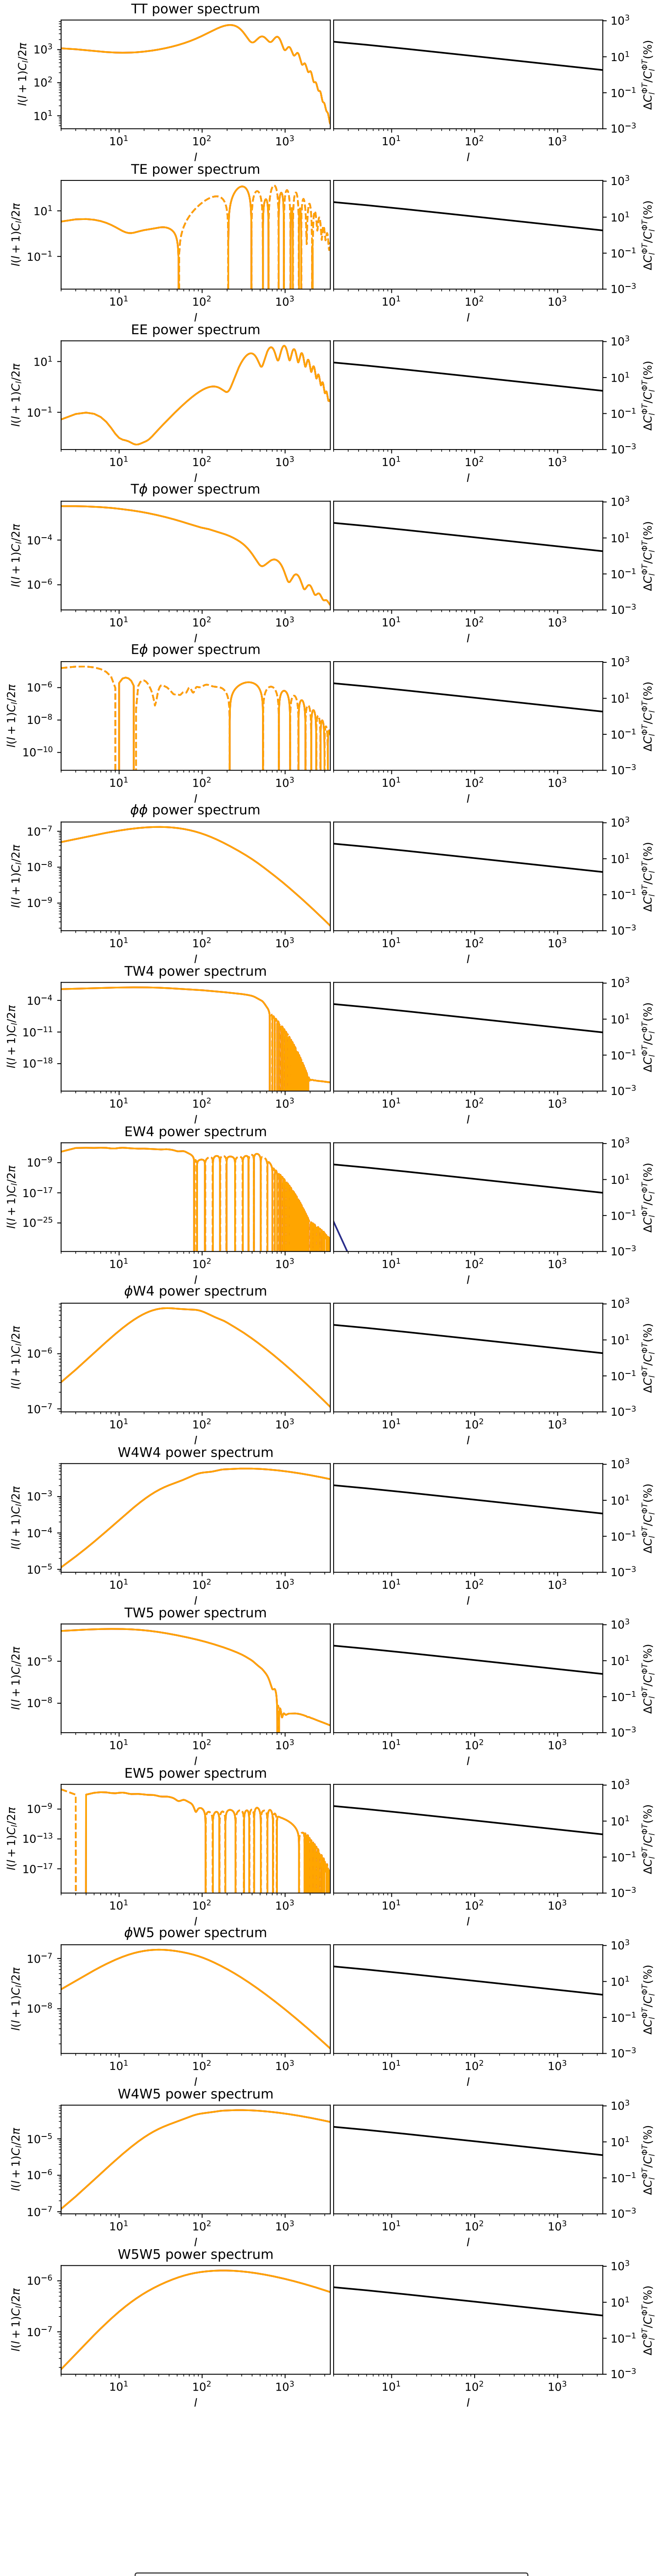 TT power spectrum
l(l + 1)C_l/2π
10³
10²
10¹
10¹ 10² 10³
l
10¹ 10² 10³
l
10³
10¹
10⁻¹
10⁻³
ΔC_l^ΦT/C_l^ΦT(%)
TE power spectrum
l(l + 1)C_l/2π
10¹
10⁻¹
10¹ 10² 10³
l
10¹ 10² 10³
l
10³
10¹
10⁻¹
10⁻³
ΔC_l^ΦT/C_l^ΦT(%)
EE power spectrum
l(l + 1)C_l/2π
10¹
10⁻¹
10¹ 10² 10³
l
10¹ 10² 10³
l
10³
10¹
10⁻¹
10⁻³
ΔC_l^ΦT/C_l^ΦT(%)
Tϕ power spectrum
l(l + 1)C_l/2π
10⁻⁴
10⁻⁶
10¹ 10² 10³
l
10¹ 10² 10³
l
10³
10¹
10⁻¹
10⁻³
ΔC_l^ΦT/C_l^ΦT(%)
Eϕ power spectrum
l(l + 1)C_l/2π
10⁻⁶
10⁻⁸
10⁻¹⁰
10¹ 10² 10³
l
10¹ 10² 10³
l
10³
10¹
10⁻¹
10⁻³
ΔC_l^ΦT/C_l^ΦT(%)
ϕϕ power spectrum
l(l + 1)C_l/2π
10⁻⁷
10⁻⁸
10⁻⁹
10¹ 10² 10³
l
10¹ 10² 10³
l
10³
10¹
10⁻¹
10⁻³
ΔC_l^ΦT/C_l^ΦT(%)
TW4 power spectrum
l(l + 1)C_l/2π
10⁻⁴
10⁻¹¹
10⁻¹⁸
10¹ 10² 10³
l
10¹ 10² 10³
l
10³
10¹
10⁻¹
10⁻³
ΔC_l^ΦT/C_l^ΦT(%)
EW4 power spectrum
l(l + 1)C_l/2π
10⁻⁹
10⁻¹⁷
10⁻²⁵
10¹ 10² 10³
l
10¹ 10² 10³
l
10³
10¹
10⁻¹
10⁻³
ΔC_l^ΦT/C_l^ΦT(%)
ϕW4 power spectrum
l(l + 1)C_l/2π
10⁻⁶
10⁻⁷
10¹ 10² 10³
l
10¹ 10² 10³
l
10³
10¹
10⁻¹
10⁻³
ΔC_l^ΦT/C_l^ΦT(%)
W4W4 power spectrum
l(l + 1)C_l/2π
10⁻³
10⁻⁴
10⁻⁵
10¹ 10² 10³
l
10¹ 10² 10³
l
10³
10¹
10⁻¹
10⁻³
ΔC_l^ΦT/C_l^ΦT(%)
TW5 power spectrum
l(l + 1)C_l/2π
10⁻⁵
10⁻⁸
10¹ 10² 10³
l
10¹ 10² 10³
l
10³
10¹
10⁻¹
10⁻³
ΔC_l^ΦT/C_l^ΦT(%)
EW5 power spectrum
l(l + 1)C_l/2π
10⁻⁹
10⁻¹³
10⁻¹⁷
10¹ 10² 10³
l
10¹ 10² 10³
l
10³
10¹
10⁻¹
10⁻³
ΔC_l^ΦT/C_l^ΦT(%)
ϕW5 power spectrum
l(l + 1)C_l/2π
10⁻⁷
10⁻⁸
10¹ 10² 10³
l
10¹ 10² 10³
l
10³
10¹
10⁻¹
10⁻³
ΔC_l^ΦT/C_l^ΦT(%)
W4W5 power spectrum
l(l + 1)C_l/2π
10⁻⁵
10⁻⁶
10⁻⁷
10¹ 10² 10³
l
10¹ 10² 10³
l
10³
10¹
10⁻¹
10⁻³
ΔC_l^ΦT/C_l^ΦT(%)
W5W5 power spectrum
l(l + 1)C_l/2π
10⁻⁶
10⁻⁷
10¹ 10² 10³
l
10¹ 10² 10³
l
10³
10¹
10⁻¹
10⁻³
ΔC_l^ΦT/C_l^ΦT(%)